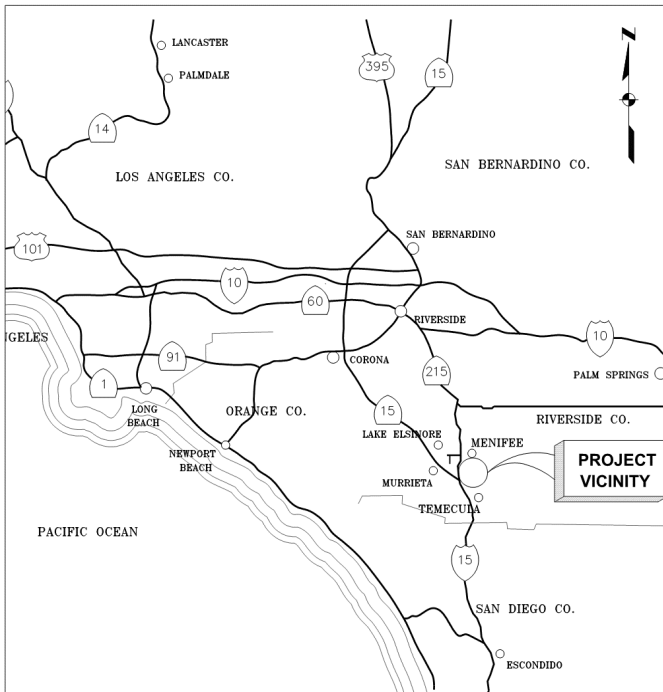 LANCASTER
N
395
15
PALMDALE
14
LOS ANGELES CO.
SAN BERNARDINO CO.
SAN BERNARDINO
101
10
60
RIVERSIDE
NGELES
91
CORONA
10
1
215
PALM SPRINGS
LONG
BEACH
ORANGE CO.
15
RIVERSIDE CO.
LAKE ELSINORE
MENIFEE
NEWPORT
BEACH
PROJECT
VICINITY
MURRIETA
TEMECULA
PACIFIC OCEAN
15
SAN DIEGO CO.
ESCONDIDO